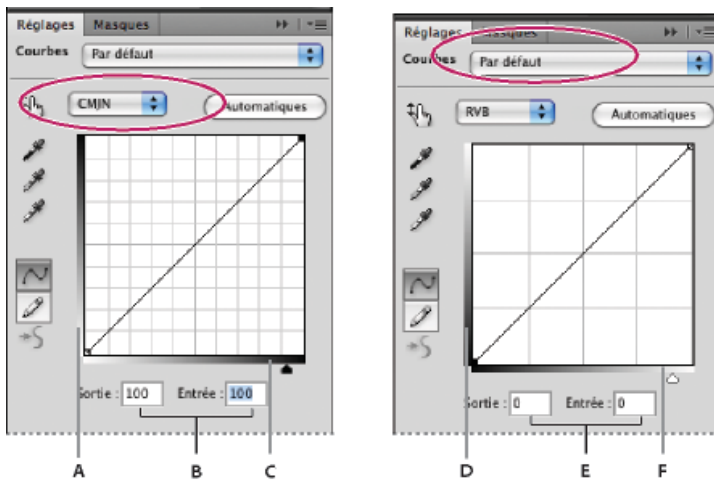 Réglages Masques
Courbes Par défaut
CMJN Automatiques
Sortie : 100 Entrée : 100
A B C
Réglages Masques
Courbes Par défaut
RVB Automatiques
Sortie : 0 Entrée : 0
D E F